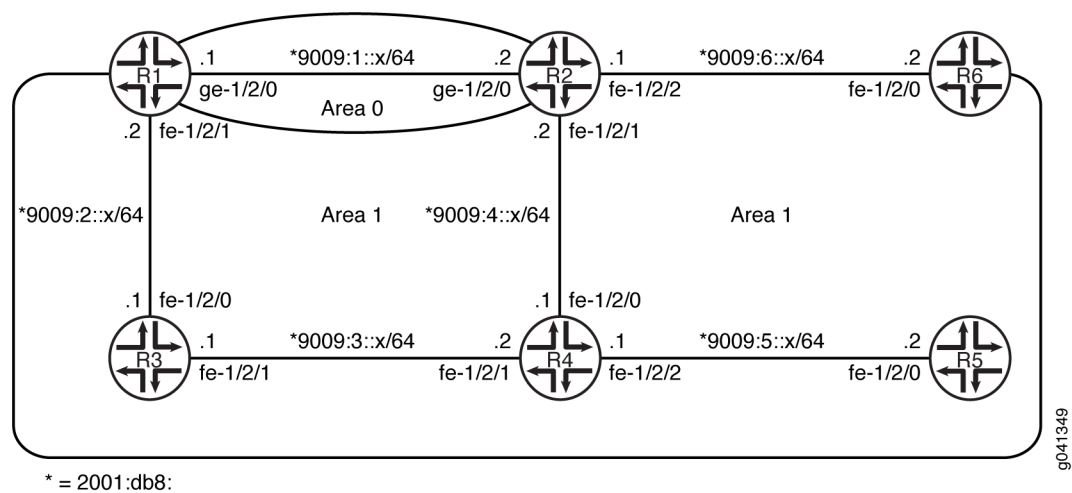 .1 *9009:1::x/64 .2 .1 *9009:6::x/64 .2
R1 R2 R6
ge-1/2/0 ge-1/2/0 fe-1/2/2 fe-1/2/0
Area 0
.2 fe-1/2/1 .2 fe-1/2/1
*9009:2::x/64 Area 1 *9009:4::x/64 Area 1
.1 fe-1/2/0 .1 fe-1/2/0
.1 *9009:3::x/64 .2 .1 *9009:5::x/64 .2
R3 R4 R5
fe-1/2/1 fe-1/2/1 fe-1/2/2 fe-1/2/0
g041349
* = 2001:db8: